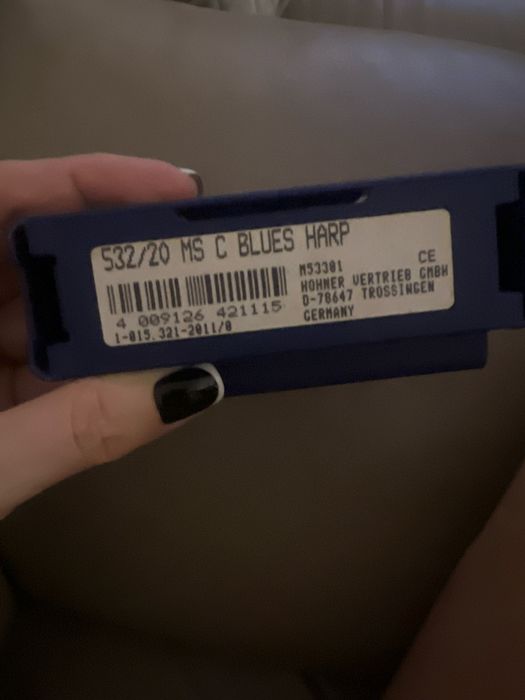 532/20 MS C BLUES HARP
M53301 CE
HOHNER VERTRIEB GMBH
D-78647 TROSSINGEN
GERMANY
4 009126 421115
1-015.321-2011/0